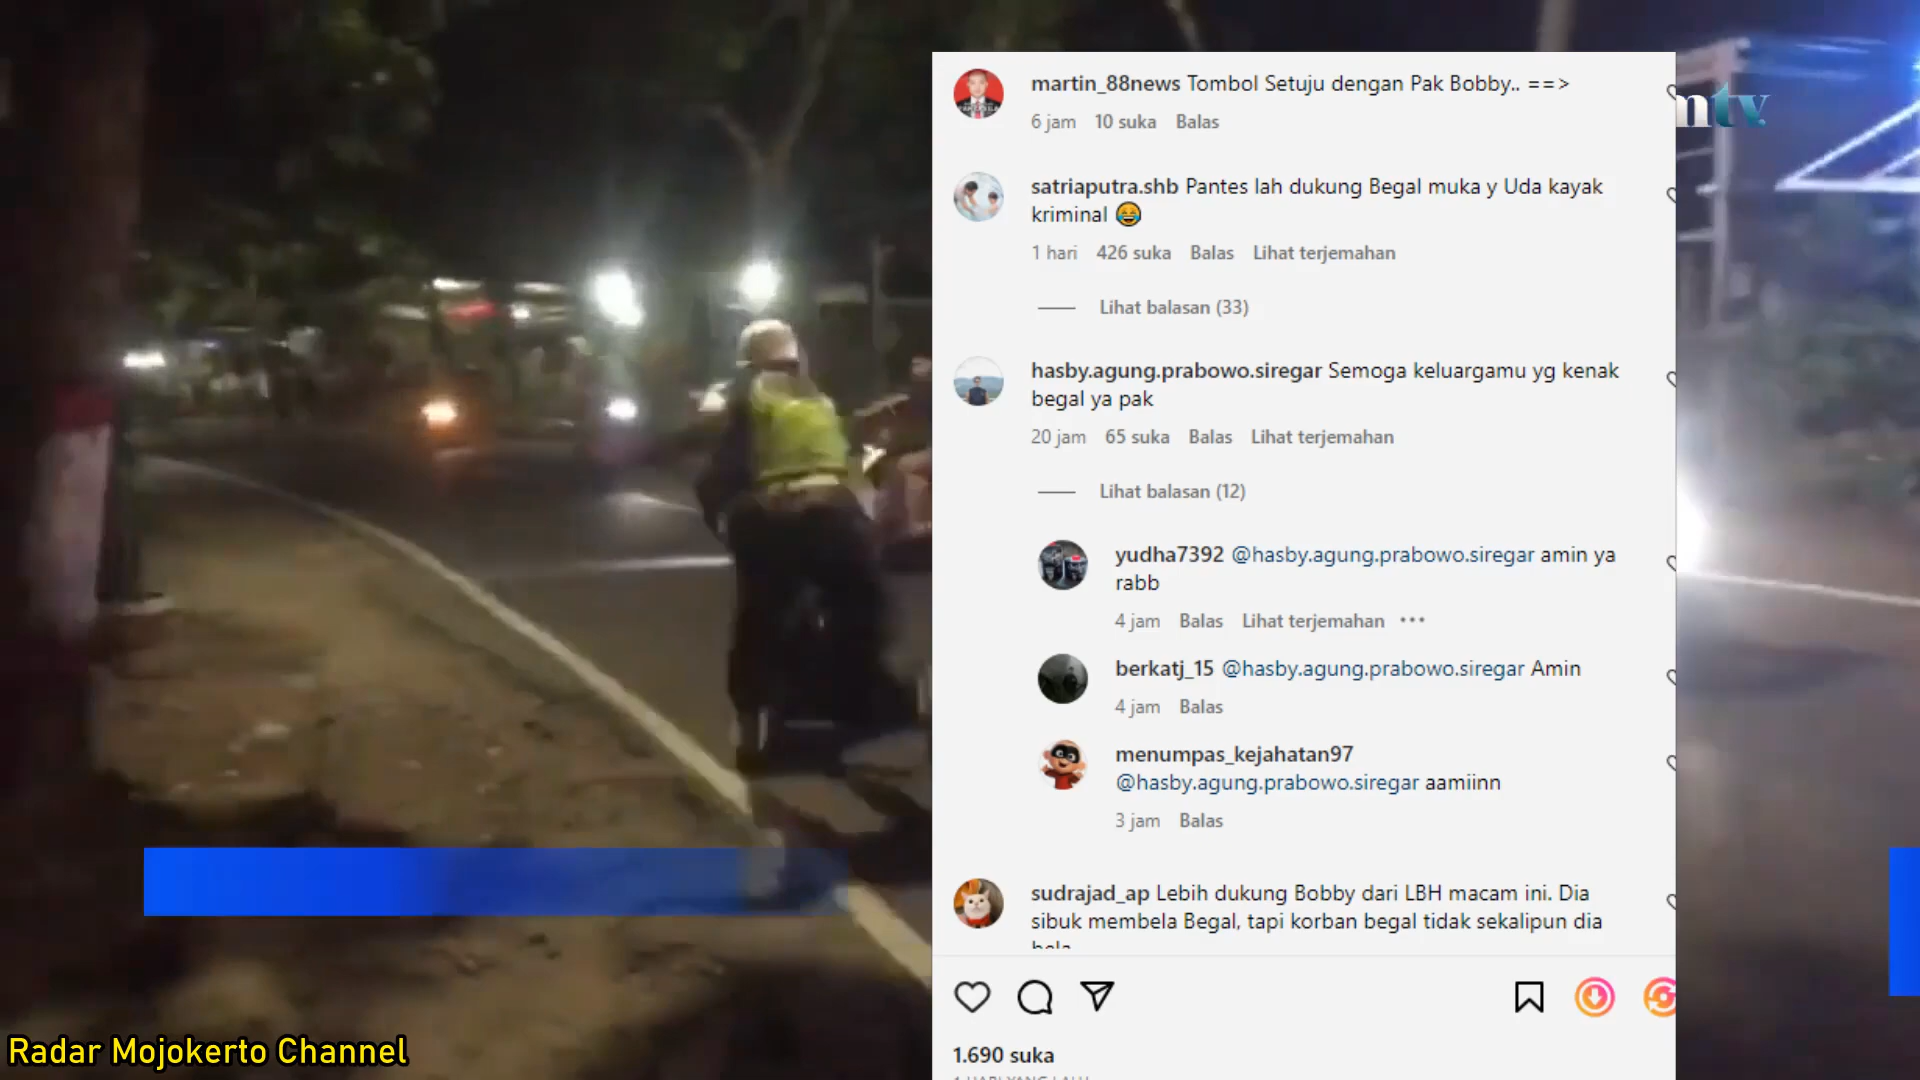 martin_88news Tombol Setuju dengan Pak Bobby.. ==>
6 jam 10 suka Balas
satriaputra.shb Pantes lah dukung Begal muka y Uda kayak
kriminal 😂
1 hari 426 suka Balas Lihat terjemahan
Lihat balasan (33)
hasby.agung.prabowo.siregar Semoga keluargamu yg kenak
begal ya pak
20 jam 65 suka Balas Lihat terjemahan
Lihat balasan (12)
yudha7392 @hasby.agung.prabowo.siregar amin ya
rabb
4 jam Balas Lihat terjemahan •••
berkatj_15 @hasby.agung.prabowo.siregar Amin
4 jam Balas
menumpas_kejahatan97
@hasby.agung.prabowo.siregar aamiinn
3 jam Balas
sudrajad_ap Lebih dukung Bobby dari LBH macam ini. Dia
sibuk membela Begal, tapi korban begal tidak sekalipun dia
bela
1.690 suka
mtv
Radar Mojokerto Channel